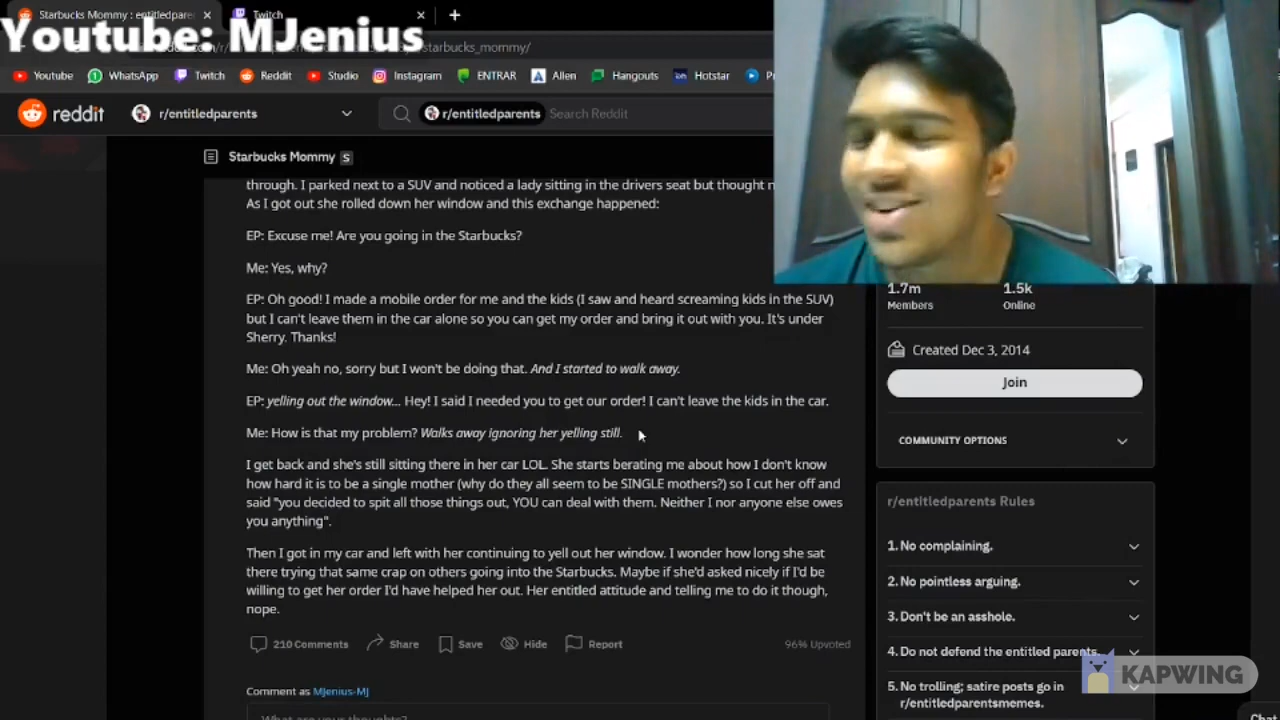 Starbucks Mommy : entitledpare
Twitch
Youtube: MJenius
starbucks_mommy/
Youtube
WhatsApp
Twitch
Reddit
Studio
Instagram
ENTRAR
Allen
Hangouts
Hotstar
reddit
r/entitledparents
r/entitledparents Search Reddit
Starbucks Mommy S
through. I parked next to a SUV and noticed a lady sitting in the drivers seat but thought
As I got out she rolled down her window and this exchange happened:
EP: Excuse me! Are you going in the Starbucks?
Me: Yes, why?
EP: Oh good! I made a mobile order for me and the kids (I saw and heard screaming kids in the SUV)
but I can't leave them in the car alone so you can get my order and bring it out with you. It's under
Sherry. Thanks!
Me: Oh yeah no, sorry but I won't be doing that. And I started to walk away.
EP: yelling out the window... Hey! I said I needed you to get our order! I can't leave the kids in the car.
Me: How is that my problem? Walks away ignoring her yelling still.
I get back and she's still sitting there in her car LOL. She starts berating me about how I don't know
how hard it is to be a single mother (why do they all seem to be SINGLE mothers?) so I cut her off and
said "you decided to spit all those things out, YOU can deal with them. Neither I nor anyone else owes
you anything".
Then I got in my car and left with her continuing to yell out her window. I wonder how long she sat
there trying that same crap on others going into the Starbucks. Maybe if she'd asked nicely if I'd be
willing to get her order I'd have helped her out. Her entitled attitude and telling me to do it though,
nope.
210 Comments
Share
Save
Hide
Report
96% Upvoted
Comment as MJenius-MJ
What are your thoughts?
1.7m
1.5k
Members
Online
Created Dec 3, 2014
Join
COMMUNITY OPTIONS
r/entitledparents Rules
1. No complaining.
2. No pointless arguing.
3. Don't be an asshole.
4. Do not defend the entitled parents.
5. No trolling; satire posts go in
r/entitledparentsmemes.
KAPWING